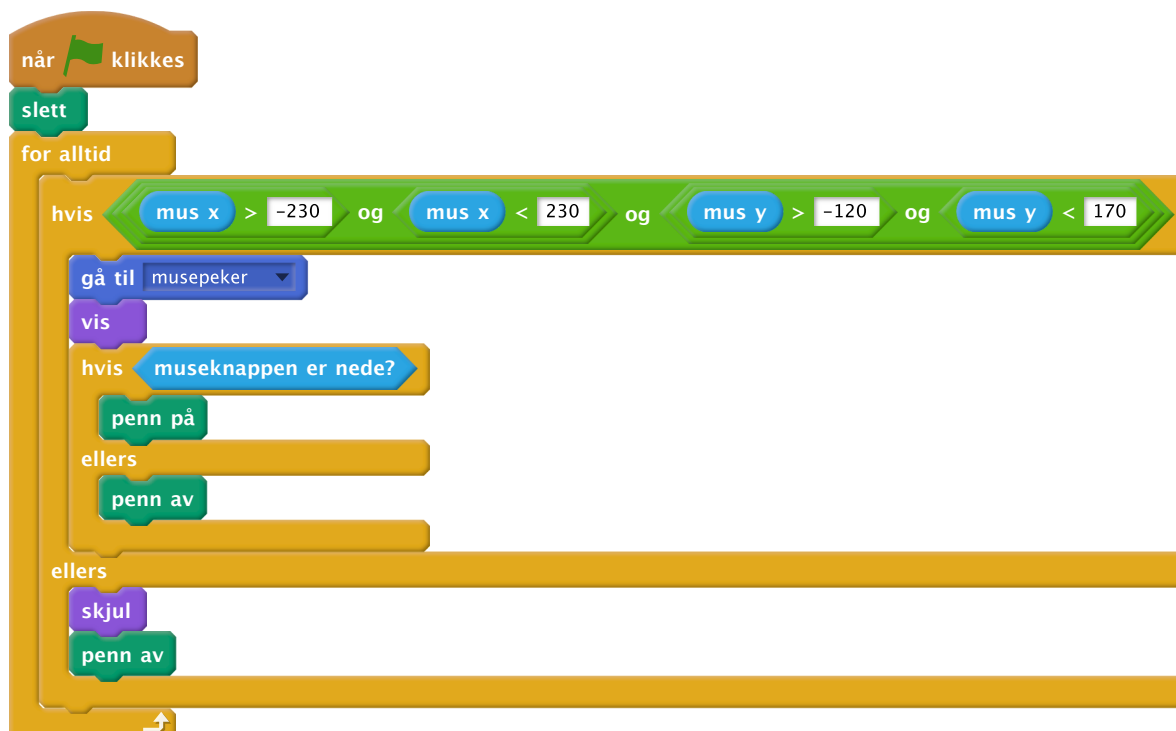 når klikkes
slett
for alltid
hvis mus x > -230 og mus x < 230 og mus y > -120 og mus y < 170
gå til musepeker
vis
hvis museknappen er nede?
penn på
ellers
penn av
ellers
skjul
penn av